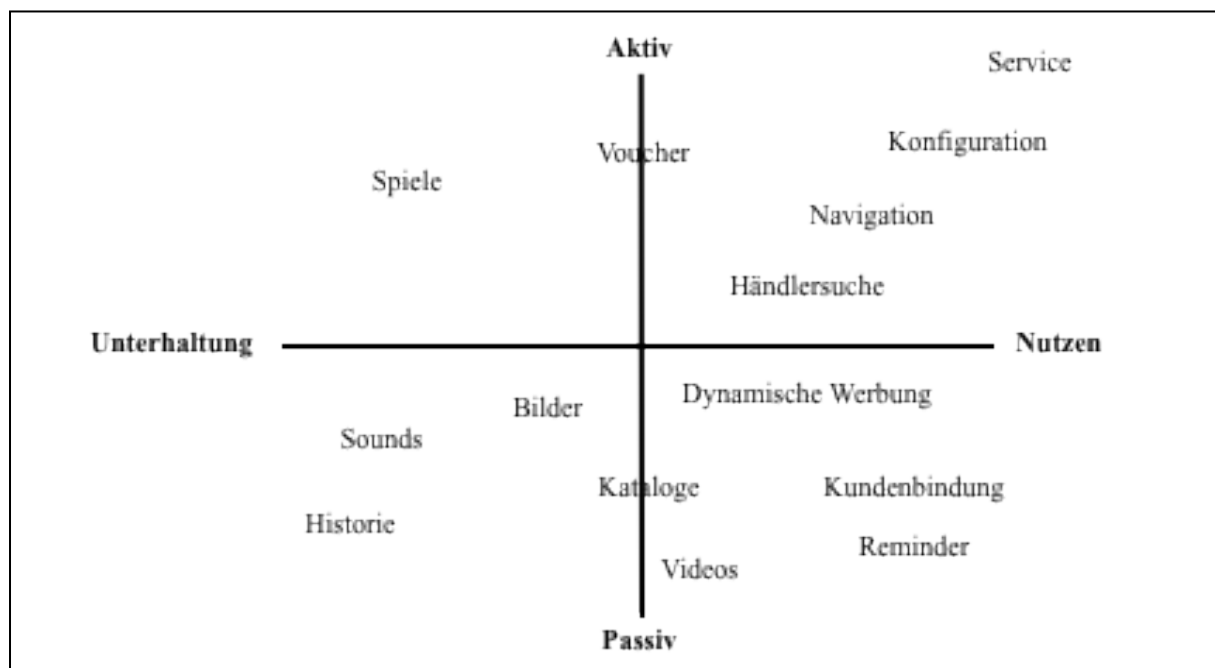 Aktiv
Service
Voucher
Konfiguration
Spiele
Navigation
Händlersuche
Unterhaltung
Nutzen
Dynamische Werbung
Bilder
Sounds
Kataloge
Kundenbindung
Historie
Reminder
Videos
Passiv